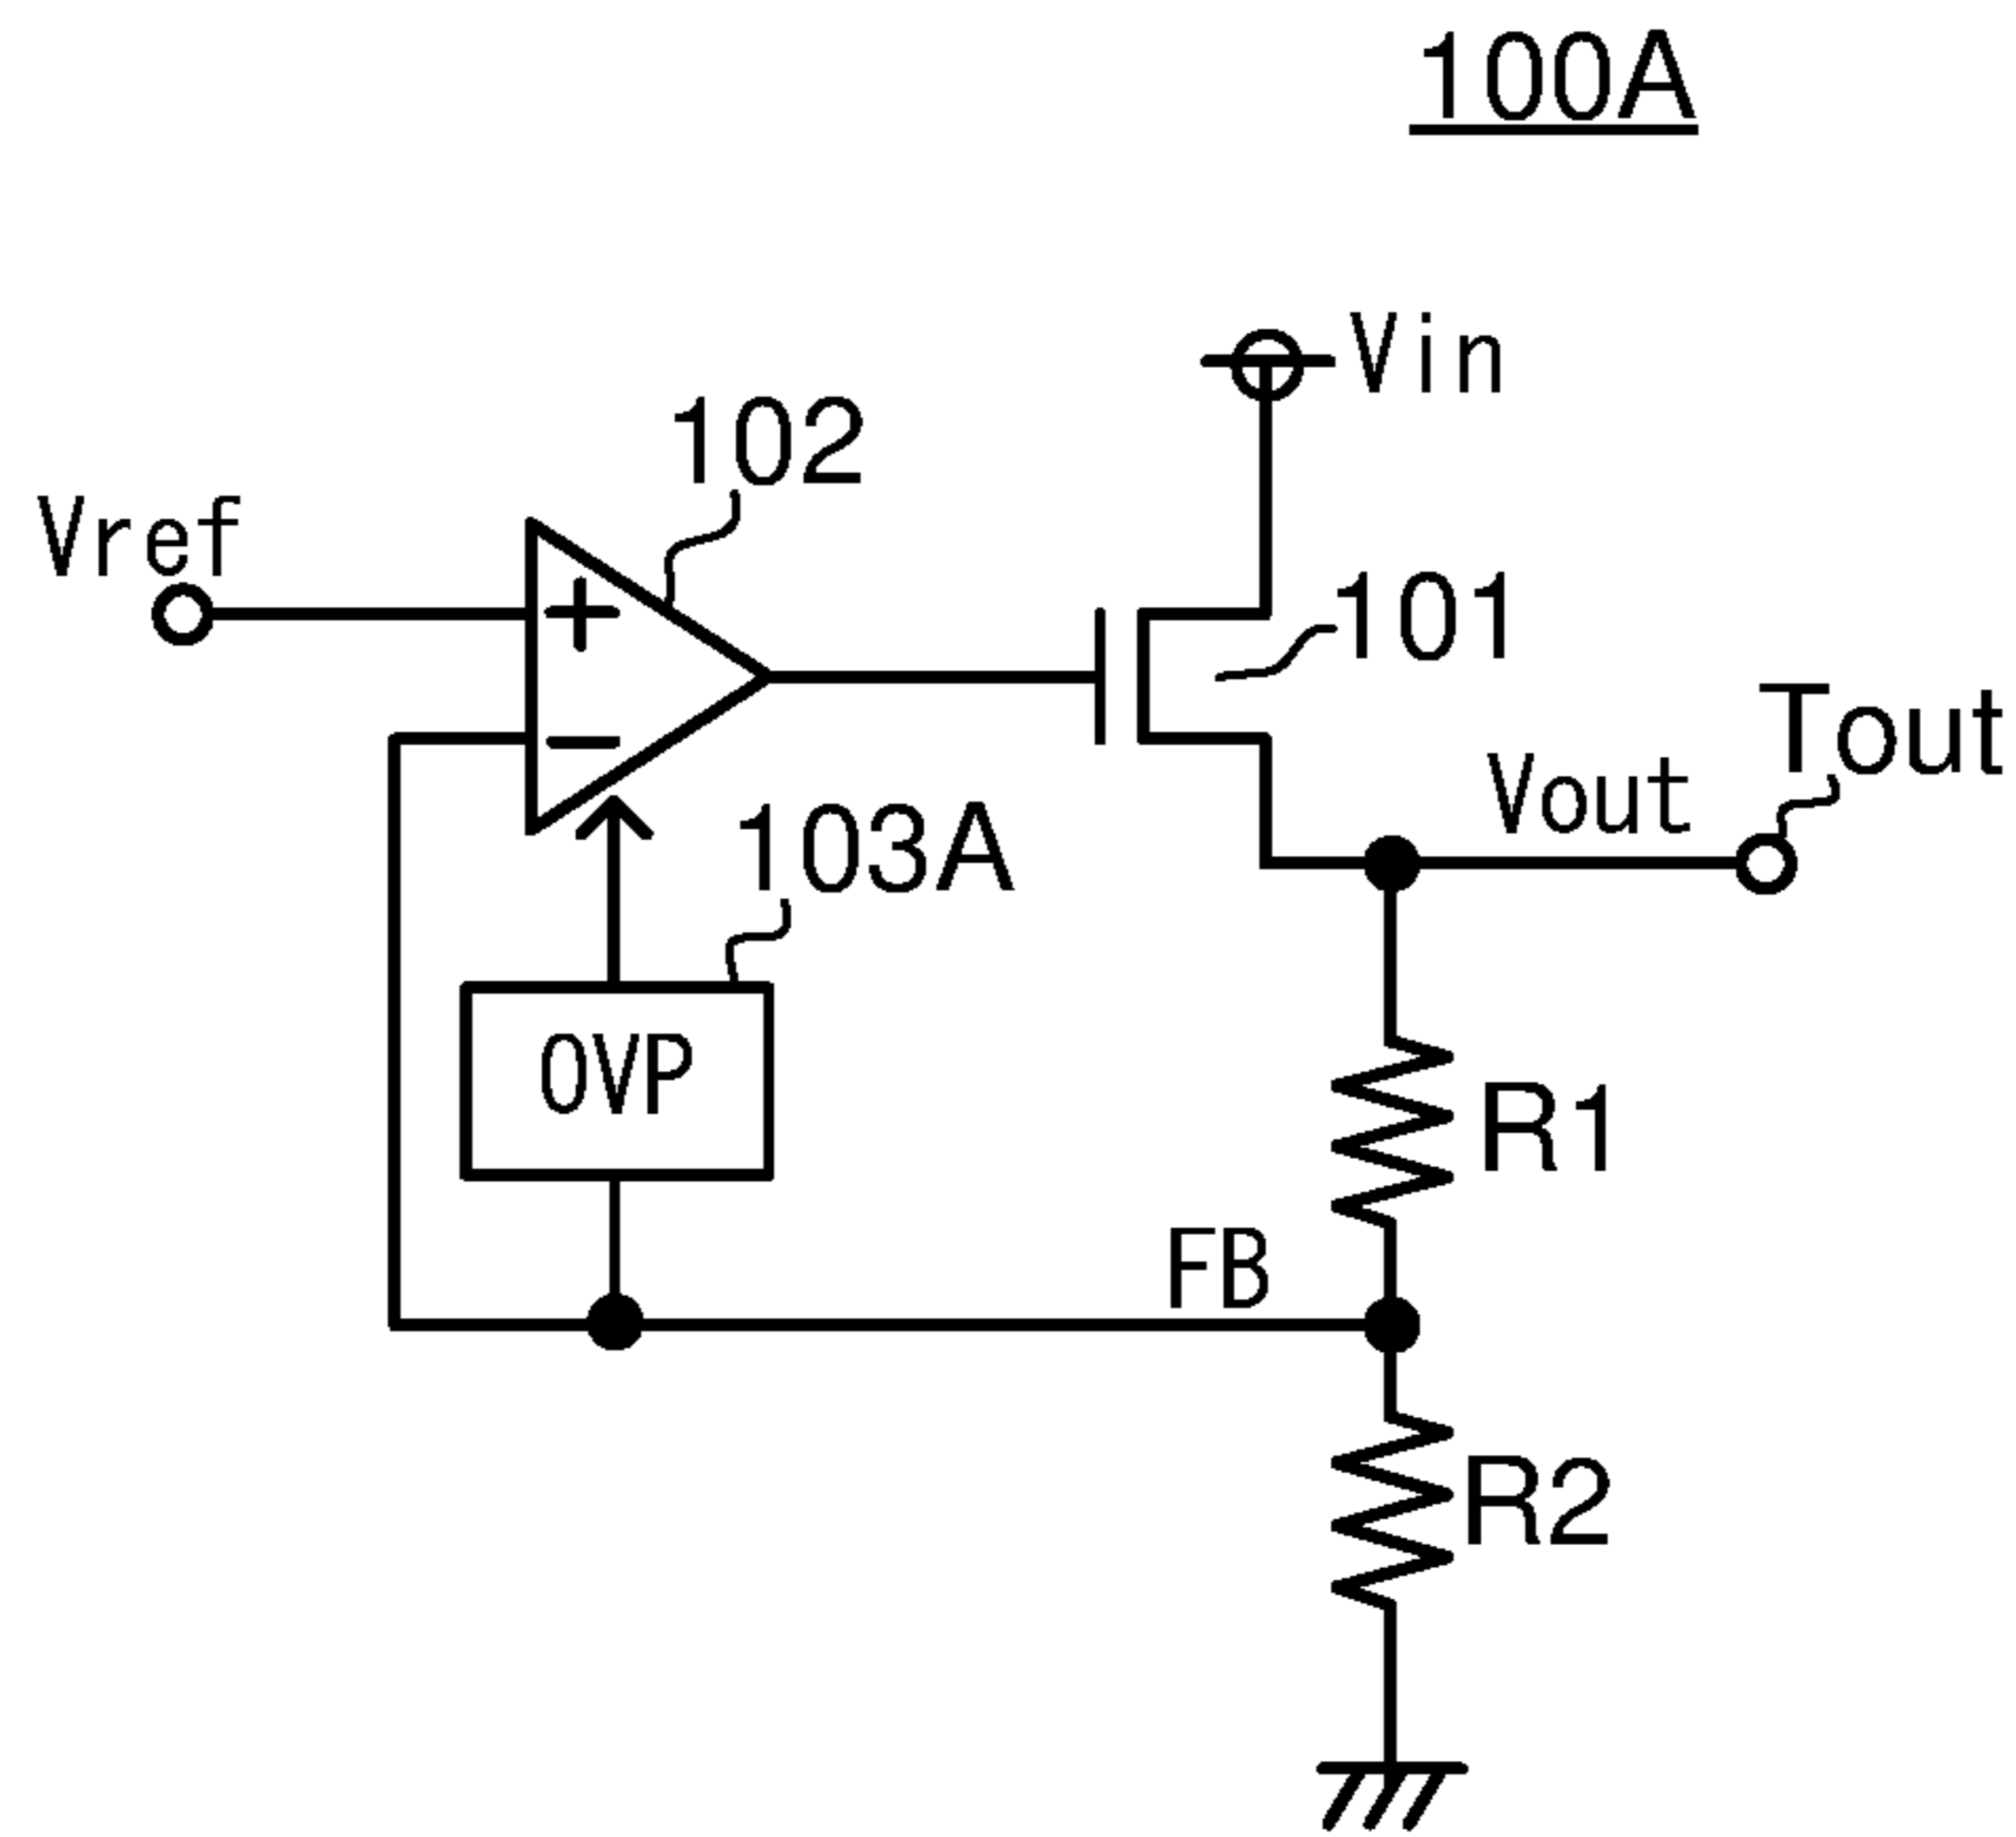 100A
Vin
102
Vref
+
101
Tout
−
Vout
103A
OVP
R1
FB
R2